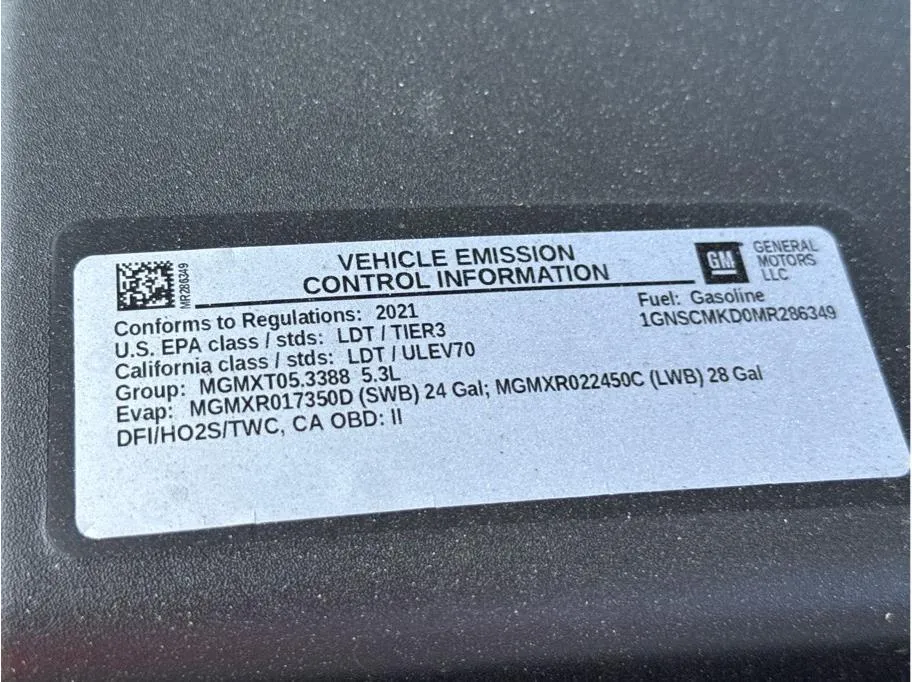 MR286349
VEHICLE EMISSION
CONTROL INFORMATION
GM
GENERAL
MOTORS
LLC
Conforms to Regulations: 2021
U.S. EPA class / stds: LDT / TIER3
California class / stds: LDT / ULEV70
Group: MGMXT05.3388 5.3L
Evap: MGMXR017350D (SWB) 24 Gal; MGMXR022450C (LWB) 28 Gal
DFI/HO2S/TWC, CA OBD: II
Fuel: Gasoline
1GNSCMKD0MR286349